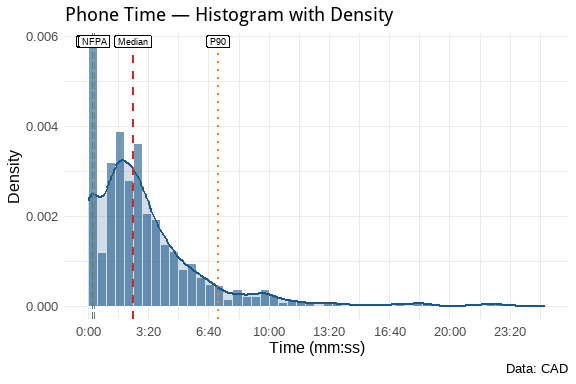 Phone Time — Histogram with Density
NFPA Median P90
0.006
0.004
0.002
0.000
Density
0:00 3:20 6:40 10:00 13:20 16:40 20:00 23:20
Time (mm:ss)
Data: CAD